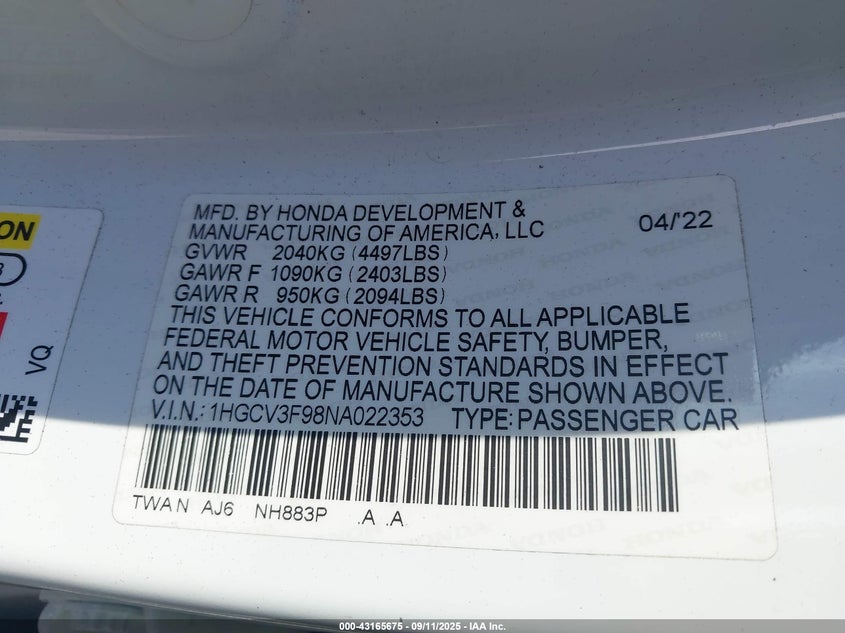 MFD. BY HONDA DEVELOPMENT &
MANUFACTURING OF AMERICA, LLC 04/'22
GVWR 2040KG (4497LBS)
GAWR F 1090KG (2403LBS)
GAWR R 950KG (2094LBS)
THIS VEHICLE CONFORMS TO ALL APPLICABLE
FEDERAL MOTOR VEHICLE SAFETY, BUMPER,
AND THEFT PREVENTION STANDARDS IN EFFECT
ON THE DATE OF MANUFACTURE SHOWN ABOVE.
V.I.N.: 1HGCV3F98NA022353 TYPE: PASSENGER CAR
TWAN AJ6 NH883P .A .A
ON
VQ
000-43165675 - 09/11/2025 - IAA Inc.